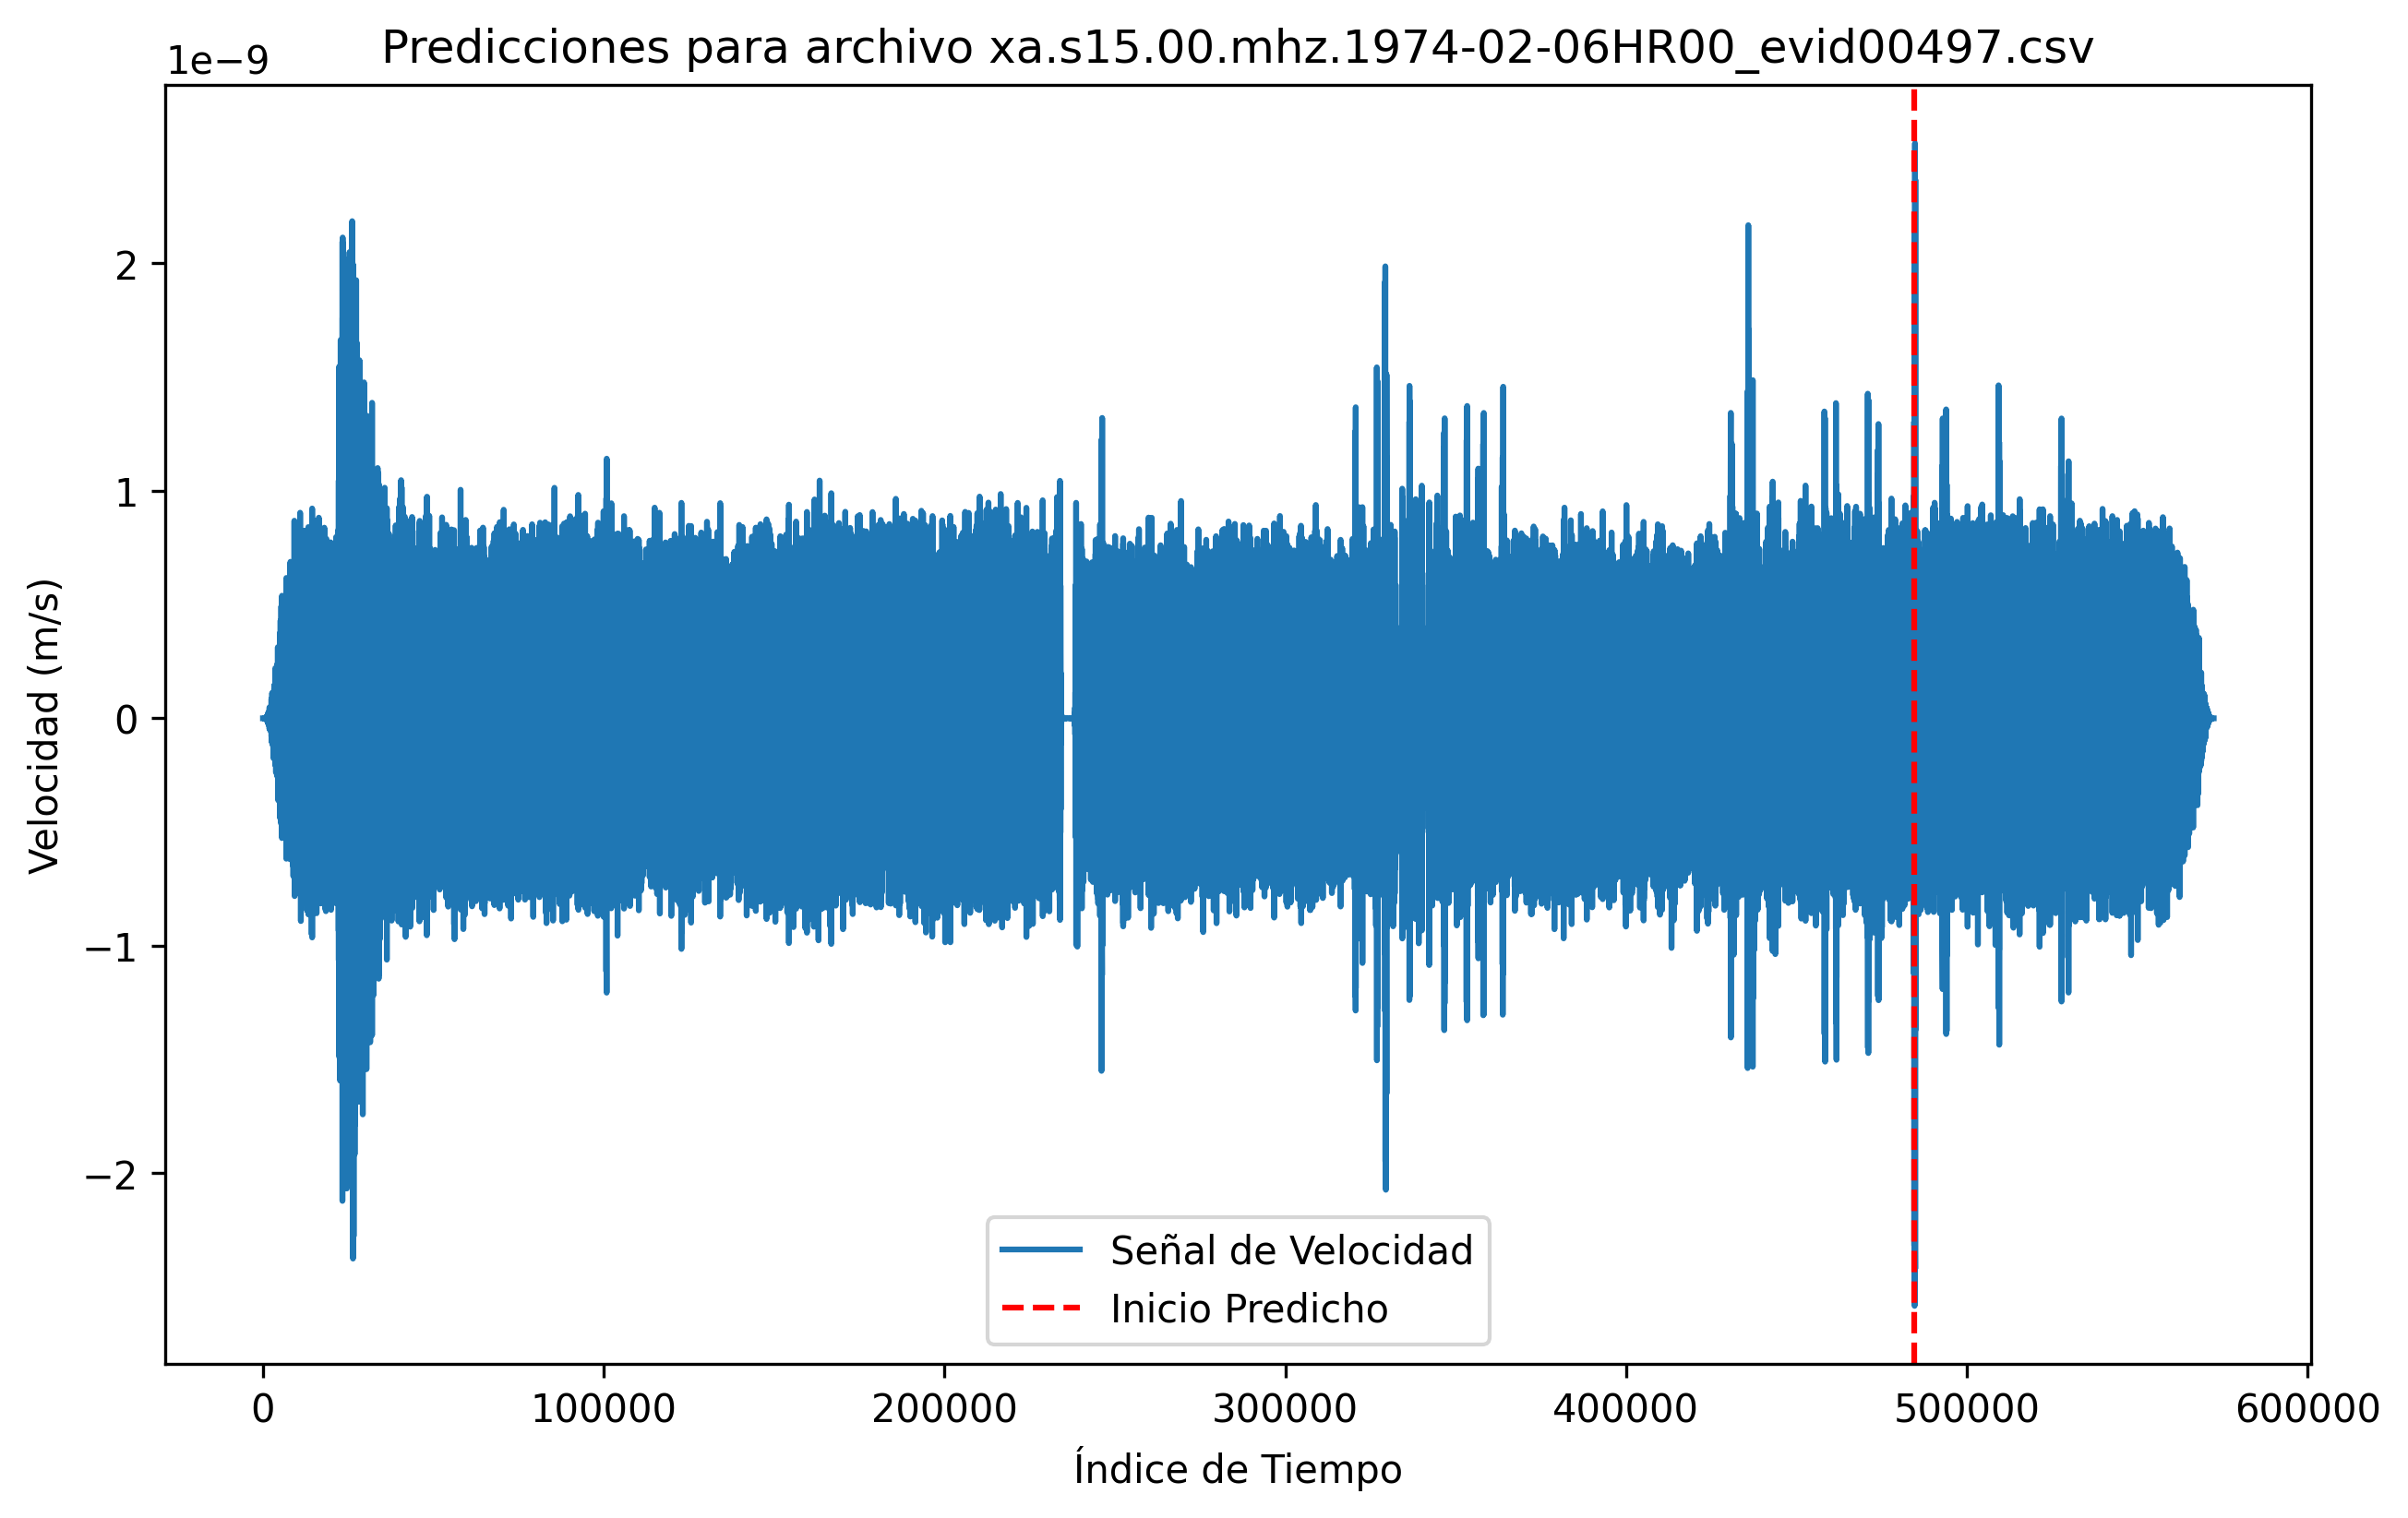 Predicciones para archivo xa.s15.00.mhz.1974-02-06HR00_evid00497.csv
1e−9
2
1
0
−1
−2
Velocidad (m/s)
Señal de Velocidad
Inicio Predicho
0
100000
200000
300000
400000
500000
600000
Índice de Tiempo